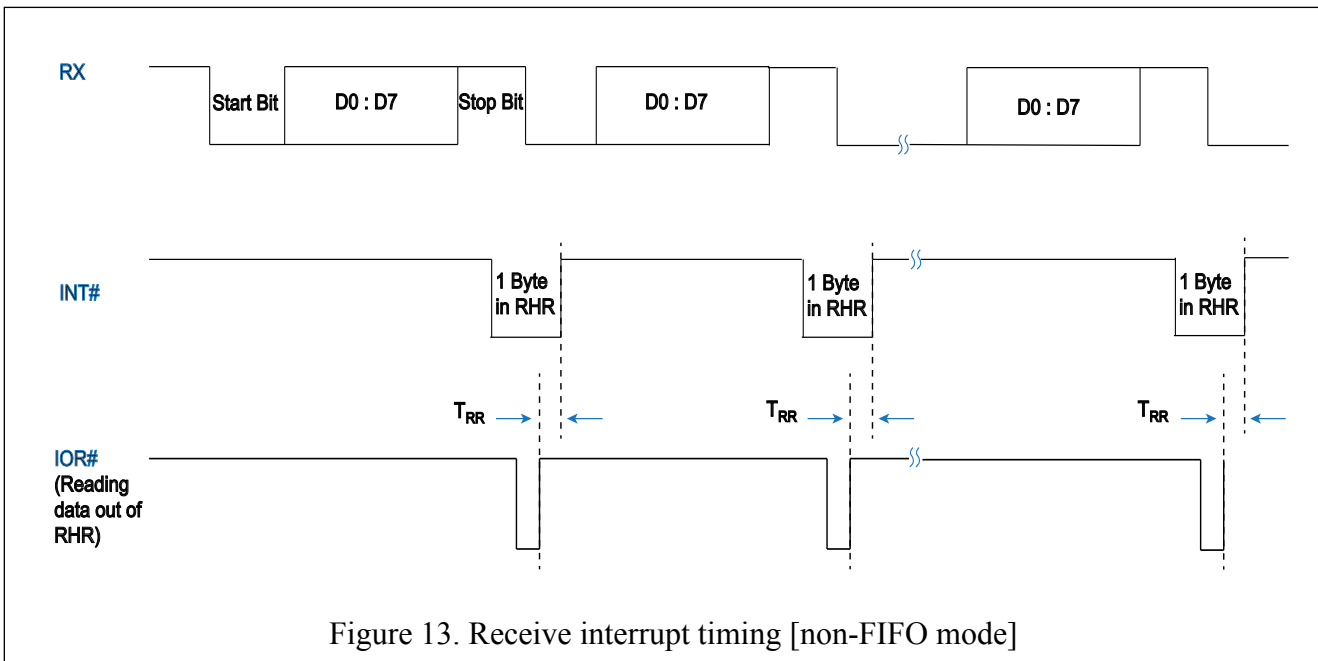 RX
Start Bit
D0 : D7
Stop Bit
D0 : D7
D0 : D7
INT#
1 Byte
in RHR
1 Byte
in RHR
1 Byte
in RHR
TRR
TRR
TRR
IOR#
(Reading
data out of
RHR)
Figure 13. Receive interrupt timing [non-FIFO mode]